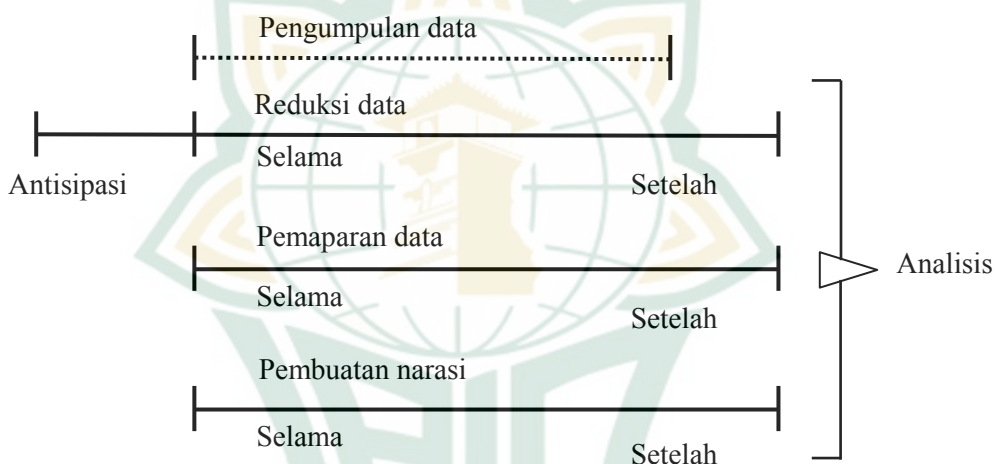 Pengumpulan data
Reduksi data
Selama
Antisipasi
Setelah
Pemaparan data
Analisis
Selama
Setelah
Pembuatan narasi
Selama
Setelah